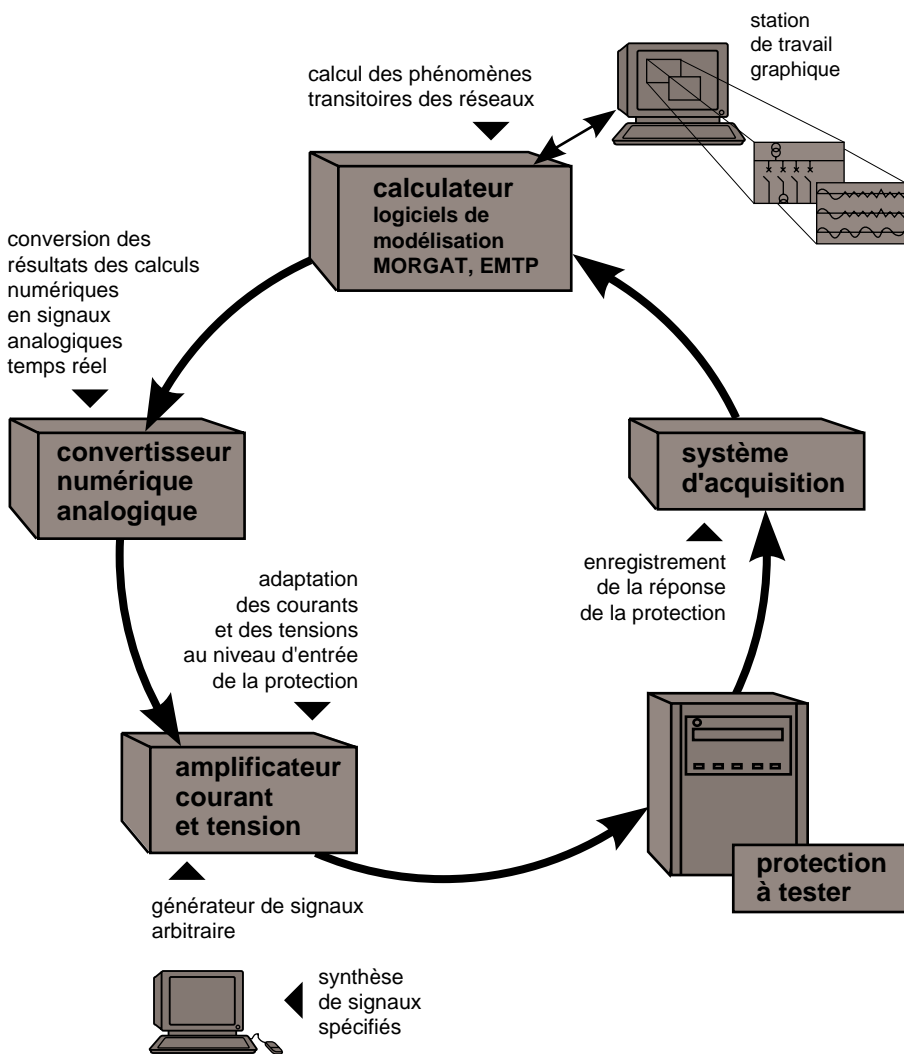 station
de travail
graphique
calcul des phénomènes
transitoires des réseaux
calculateur
logiciels de
modélisation
MORGAT, EMTP
conversion des
résultats des calculs
numériques
en signaux
analogiques
temps réel
convertisseur
numérique
analogique
système
d'acquisition
enregistrement
de la réponse
de la protection
adaptation
des courants
et des tensions
au niveau d'entrée
de la protection
amplificateur
courant
et tension
protection
à tester
générateur de signaux
arbitraire
synthèse
de signaux
spécifiés